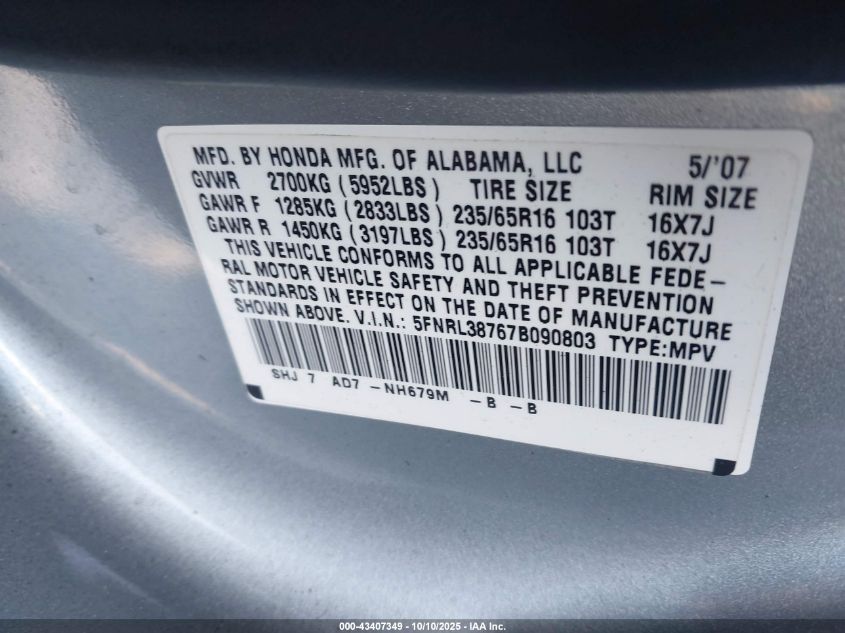 MFD. BY HONDA MFG. OF ALABAMA, LLC 5/'07
GVWR 2700KG (5952LBS) TIRE SIZE RIM SIZE
GAWR F 1285KG (2833LBS) 235/65R16 103T 16X7J
GAWR R 1450KG (3197LBS) 235/65R16 103T 16X7J
THIS VEHICLE CONFORMS TO ALL APPLICABLE FEDE-
RAL MOTOR VEHICLE SAFETY AND THEFT PREVENTION
STANDARDS IN EFFECT ON THE DATE OF MANUFACTURE
SHOWN ABOVE. V.I.N.: 5FNRL38767B090803 TYPE:MPV
SHJ 7 AD7 -NH679M -B -B
000-43407349 - 10/10/2025 - IAA Inc.